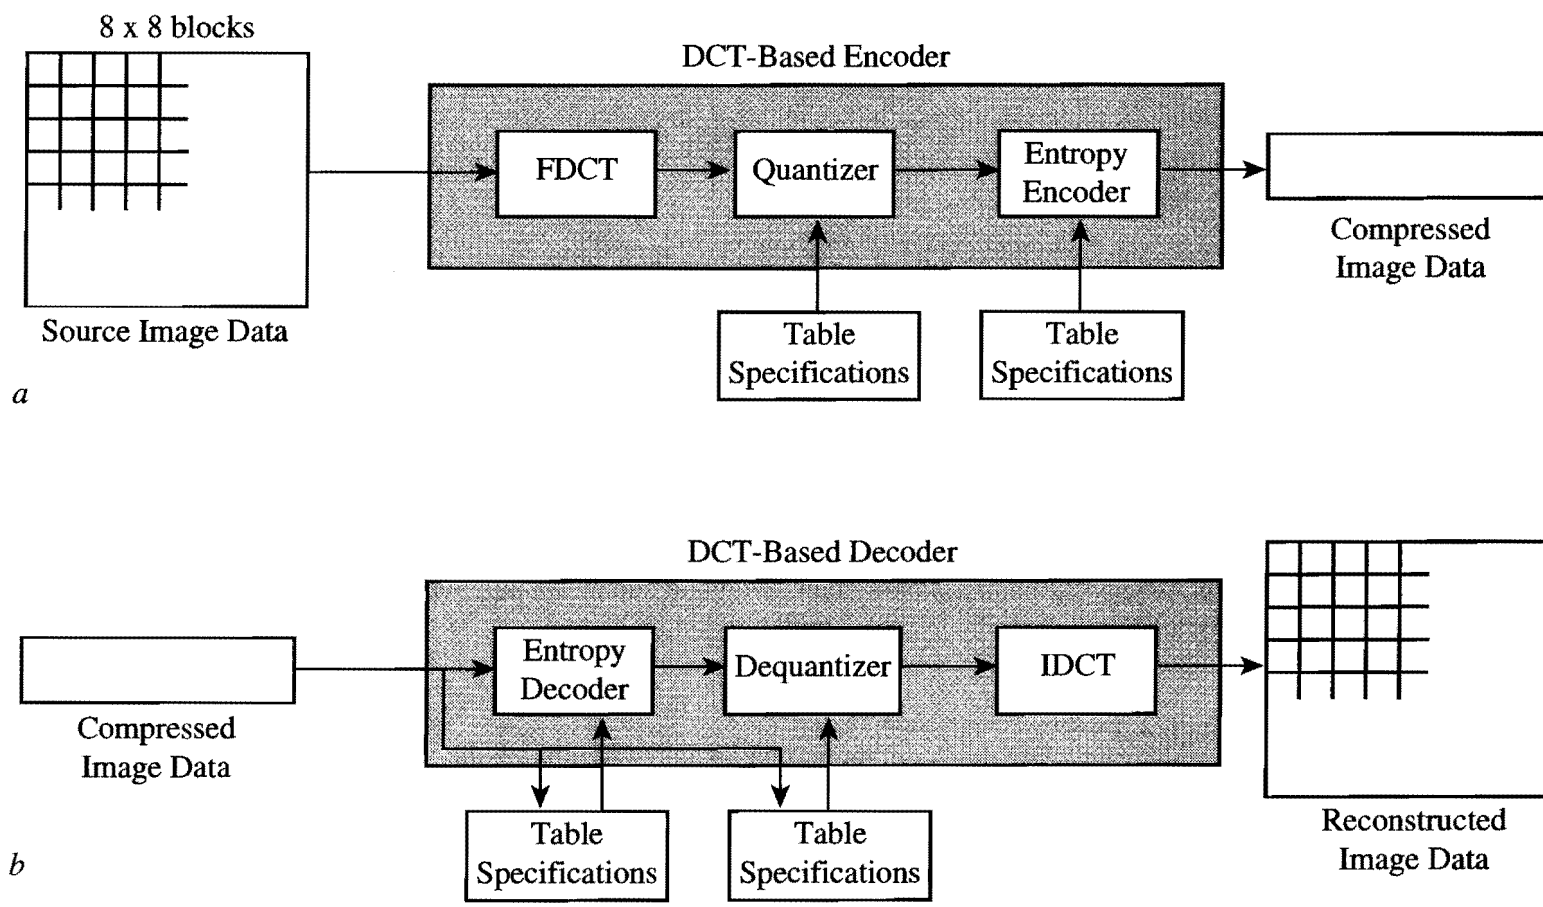 8 x 8 blocks
DCT-Based Encoder
FDCT
Quantizer
Entropy
Encoder
Compressed
Image Data
Source Image Data
Table
Specifications
Table
Specifications
a
DCT-Based Decoder
Entropy
Decoder
Dequantizer
IDCT
Compressed
Image Data
Table
Specifications
Table
Specifications
Reconstructed
Image Data
b